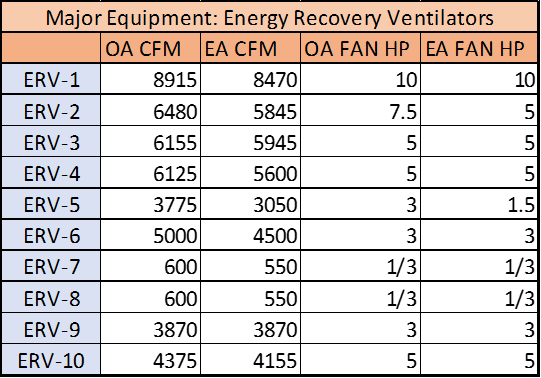 Major Equipment: Energy Recovery Ventilators
OA CFM EA CFM OA FAN HP EA FAN HP
ERV-1 8915 8470 10 10
ERV-2 6480 5845 7.5 5
ERV-3 6155 5945 5 5
ERV-4 6125 5600 5 5
ERV-5 3775 3050 3 1.5
ERV-6 5000 4500 3 3
ERV-7 600 550 1/3 1/3
ERV-8 600 550 1/3 1/3
ERV-9 3870 3870 3 3
ERV-10 4375 4155 5 5